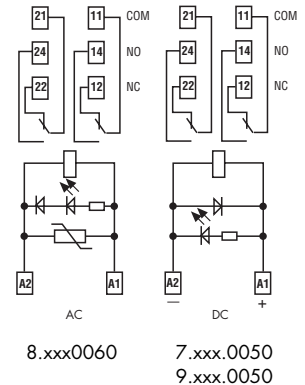 21 11 COM 21 11 COM
24 14 NO 24 14 NO
22 12 NC 22 12 NC
A2 A1 A2 A1
— +
AC DC
8.xxx0060 7.xxx.0050
9.xxx.0050